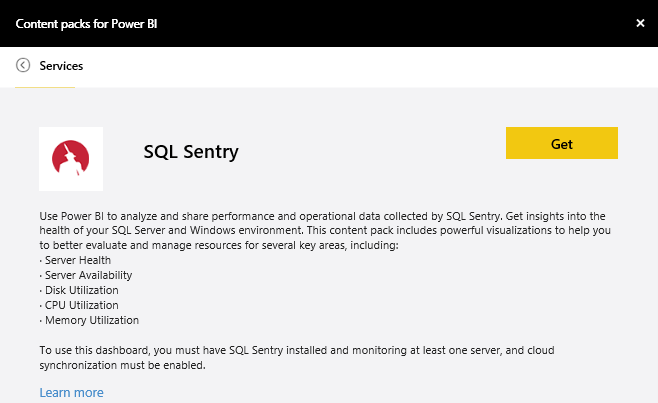 Content packs for Power BI
Services
SQL Sentry
Get
Use Power BI to analyze and share performance and operational data collected by SQL Sentry. Get insights into the
health of your SQL Server and Windows environment. This content pack includes powerful visualizations to help you
to better evaluate and manage resources for several key areas, including:
· Server Health
· Server Availability
· Disk Utilization
· CPU Utilization
· Memory Utilization
To use this dashboard, you must have SQL Sentry installed and monitoring at least one server, and cloud
synchronization must be enabled.
Learn more